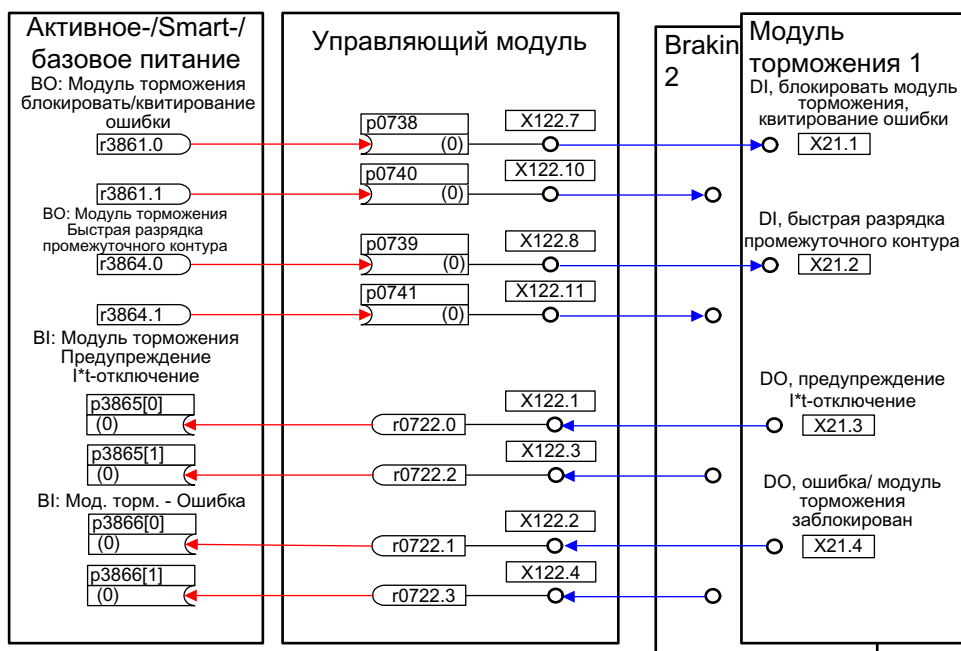 Активное-/Smart-/
базовое питание
BO: Модуль торможения
блокировать/квитирование
ошибки
r3861.0
r3861.1
BO: Модуль торможения
Быстрая разрядка
промежуточного контура
r3864.0
r3864.1
BI: Модуль торможения
Предупреждение
I*t-отключение
p3865[0]
(0)
p3865[1]
(0)
BI: Мод. торм. - Ошибка
p3866[0]
(0)
p3866[1]
(0)
Управляющий модуль
p0738
(0)
X122.7
p0740
(0)
X122.10
p0739
(0)
X122.8
p0741
(0)
X122.11
r0722.0
X122.1
r0722.2
X122.3
r0722.1
X122.2
r0722.3
X122.4
Brakin
2
Модуль
торможения 1
DI, блокировать модуль
торможения,
квитирование ошибки
X21.1
DI, быстрая разрядка
промежуточного контура
X21.2
DO, предупреждение
I*t-отключение
X21.3
DO, ошибка/ модуль
торможения
заблокирован
X21.4